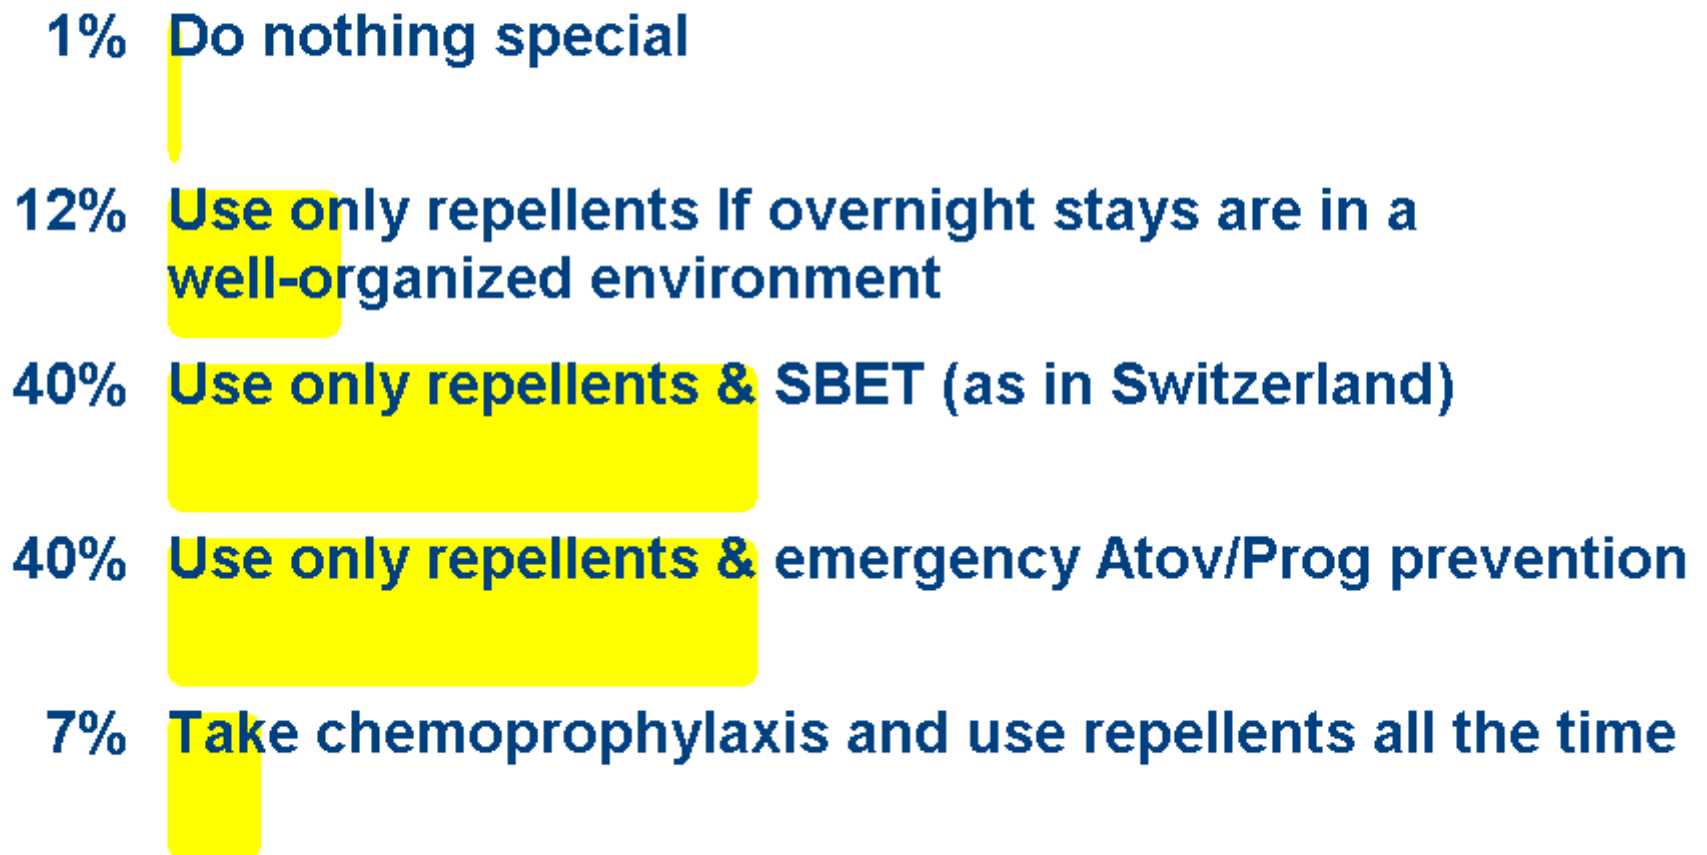 1% Do nothing special
12% Use only repellents If overnight stays are in a
well-organized environment
40% Use only repellents & SBET (as in Switzerland)
40% Use only repellents & emergency Atov/Prog prevention
7% Take chemoprophylaxis and use repellents all the time